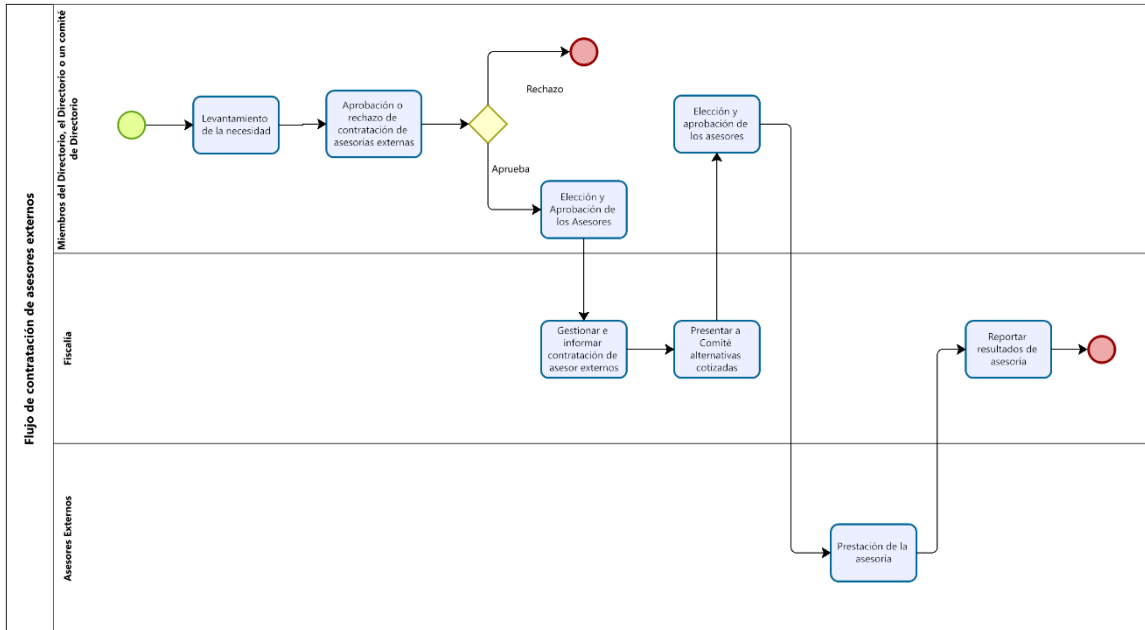 Flujo de contratación de asesores externos
Miembros del Directorio, el Directorio o un comité
de Directorio
Levantamiento
de la necesidad
Aprobación o
rechazo de
contratación de
asesorías externas
Rechazo
Aprueba
Elección y
Aprobación de
los Asesores
Elección y
aprobación de
los asesores
Fiscalía
Gestionar e
informar
contratación de
asesor externos
Presentar a
Comité
alternativas
cotizadas
Reportar
resultados de
asesoría
Asesores Externos
Prestación de la
asesoría